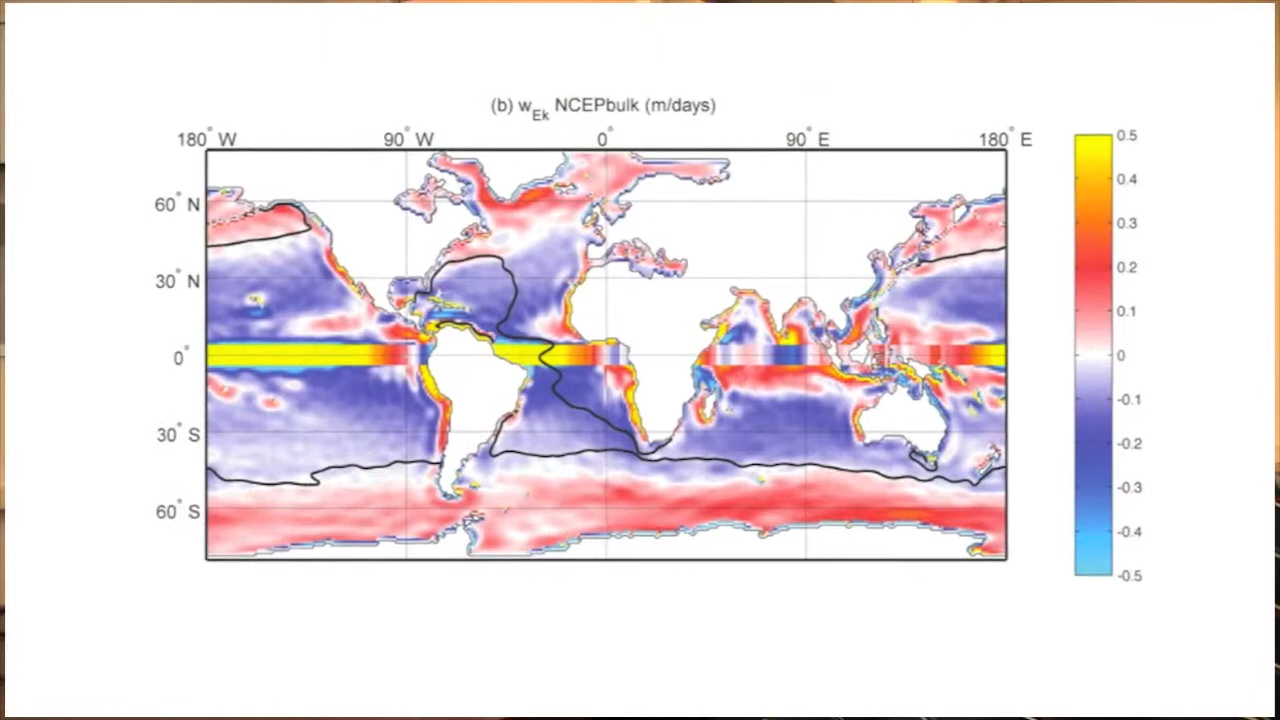 (b) w_Ek NCEPbulk (m/days)
180° W
90° W
0°
90° E
180° E
60° N
30° N
0°
30° S
60° S
0.5
0.4
0.3
0.2
0.1
0
-0.1
-0.2
-0.3
-0.4
-0.5